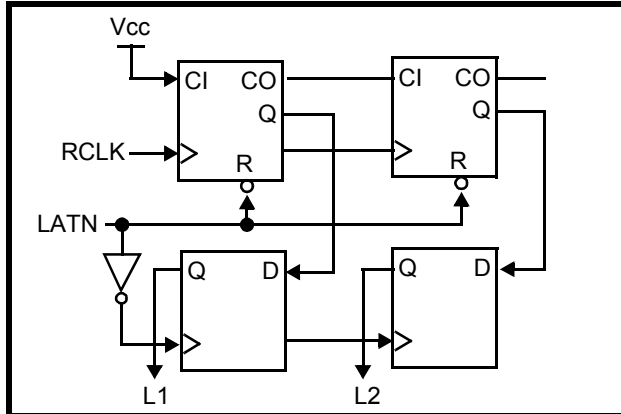 Vcc
CI CO
Q
R
CI CO
Q
R
RCLK
LATN
Q D
Q D
L1
L2